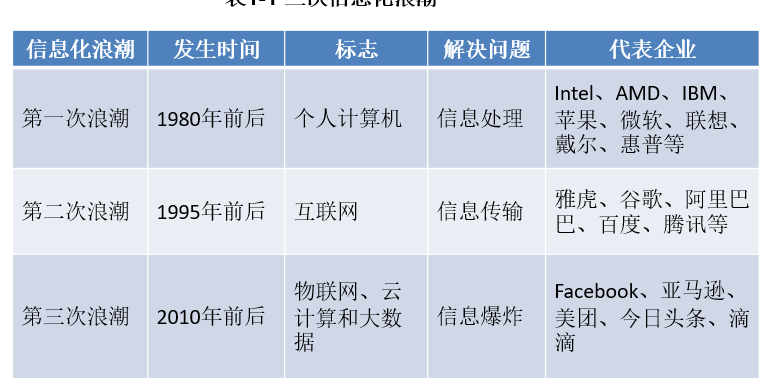 表1-1 三次信息化浪潮
信息化浪潮 发生时间 标志 解决问题 代表企业
第一次浪潮 1980年前后 个人计算机 信息处理 Intel、AMD、IBM、
苹果、微软、联想、
戴尔、惠普等
第二次浪潮 1995年前后 互联网 信息传输 雅虎、谷歌、阿里巴
巴、百度、腾讯等
第三次浪潮 2010年前后 物联网、云
计算和大数
据
信息爆炸 Facebook、亚马逊、
美团、今日头条、滴
滴